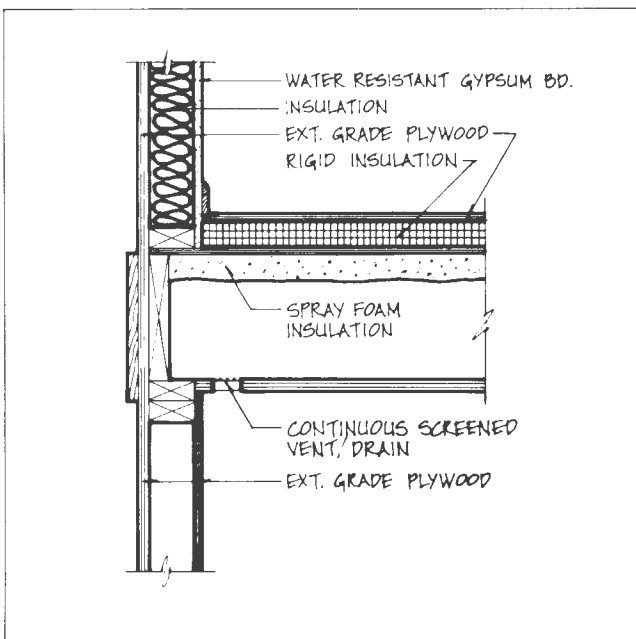 WATER RESISTANT GYPSUM BD.
INSULATION
EXT. GRADE PLYWOOD
RIGID INSULATION
SPRAY FOAM
INSULATION
CONTINUOUS SCREENED
VENT/DRAIN
EXT. GRADE PLYWOOD